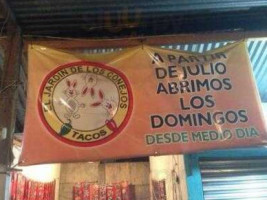 EL JARDIN DE LOS CONEJOS
TACOS
A PARTIR
DE JULIO
ABRIMOS
LOS
DOMINGOS
DESDE MEDIO DIA